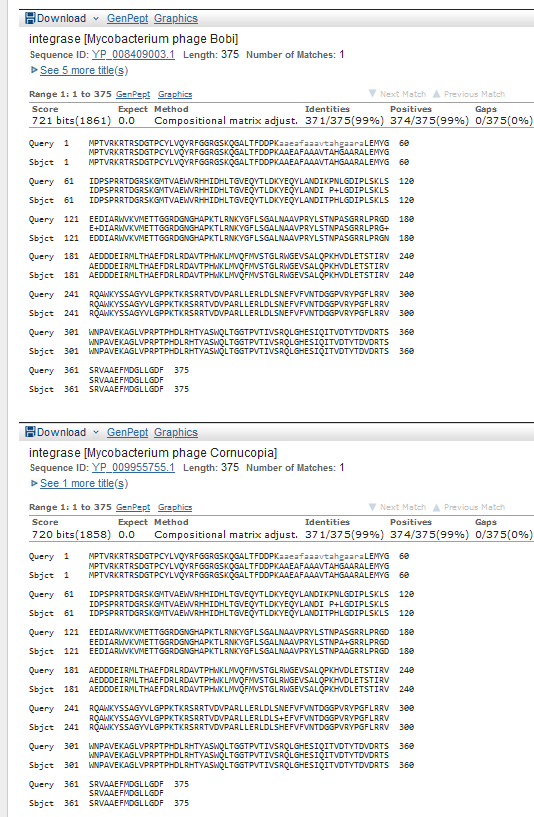 Download GenPept Graphics
integrase [Mycobacterium phage Bobi]
Sequence ID: YP_008409003.1 Length: 375 Number of Matches: 1
See 5 more title(s)
Range 1: 1 to 375 GenPept Graphics Next Match Previous Match
Score Expect Method Identities Positives Gaps
721 bits(1861) 0.0 Compositional matrix adjust. 371/375(99%) 374/375(99%) 0/375(0%)
Query 1 MPTVRKRTRSDGTPCYLVQYRFGGRGSKQGALTFDDPKaaeafaaavtahgaaraLEMYG 60
MPTVRKRTRSDGTPCYLVQYRFGGRGSKQGALTFDDPKAAEAFAAAVTAHGAARALEMYG
Sbjct 1 MPTVRKRTRSDGTPCYLVQYRFGGRGSKQGALTFDDPKAAEAFAAAVTAHGAARALEMYG 60
Query 61 IDPSPRRTDGRSKGMTVAEWVRHHIDHLTGVEQYTLDKYEQYLANDIKPNLGDIPLSKLS 120
IDPSPRRTDGRSKGMTVAEWVRHHIDHLTGVEQYTLDKYEQYLANDI P+LGDIPLSKLS
Sbjct 61 IDPSPRRTDGRSKGMTVAEWVRHHIDHLTGVEQYTLDKYEQYLANDITPHLGDIPLSKLS 120
Query 121 EEDIARWVKVMETTGGRDGNGHAPKTLRNKYGFLSGALNAAVPRYLSTNPASGRRLPRGD 180
E+DIARWVKVMETTGGRDGNGHAPKTLRNKYGFLSGALNAAVPRYLSTNPASGRRLPRG+
Sbjct 121 EDDIARWVKVMETTGGRDGNGHAPKTLRNKYGFLSGALNAAVPRYLSTNPASGRRLPRGN 180
Query 181 AEDDDEIRMLTHAEFDRLRDAVTPHWKLMVQFMVSTGLRWGEVSALQPKHVDLETSTIRV 240
AEDDDEIRMLTHAEFDRLRDAVTPHWKLMVQFMVSTGLRWGEVSALQPKHVDLETSTIRV
Sbjct 181 AEDDDEIRMLTHAEFDRLRDAVTPHWKLMVQFMVSTGLRWGEVSALQPKHVDLETSTIRV 240
Query 241 RQAWKYSSAGYVLGPPKTKRSRRTVDVPARLLERLDLSNEFVFVNTDGGPVRYPGFLRRV 300
RQAWKYSSAGYVLGPPKTKRSRRTVDVPARLLERLDLSNEFVFVNTDGGPVRYPGFLRRV
Sbjct 241 RQAWKYSSAGYVLGPPKTKRSRRTVDVPARLLERLDLSNEFVFVNTDGGPVRYPGFLRRV 300
Query 301 WNPAVEKAGLVPRPTPHDLRHTYASWQLTGGTPVTIVSRQLGHESIQITVDTYTDVDRTS 360
WNPAVEKAGLVPRPTPHDLRHTYASWQLTGGTPVTIVSRQLGHESIQITVDTYTDVDRTS
Sbjct 301 WNPAVEKAGLVPRPTPHDLRHTYASWQLTGGTPVTIVSRQLGHESIQITVDTYTDVDRTS 360
Query 361 SRVAAEFMDGLLGDF 375
SRVAAEFMDGLLGDF
Sbjct 361 SRVAAEFMDGLLGDF 375
Download GenPept Graphics
integrase [Mycobacterium phage Cornucopia]
Sequence ID: YP_009955755.1 Length: 375 Number of Matches: 1
See 1 more title(s)
Range 1: 1 to 375 GenPept Graphics Next Match Previous Match
Score Expect Method Identities Positives Gaps
720 bits(1858) 0.0 Compositional matrix adjust. 371/375(99%) 374/375(99%) 0/375(0%)
Query 1 MPTVRKRTRSDGTPCYLVQYRFGGRGSKQGALTFDDPKaaeafaaavtahgaaraLEMYG 60
MPTVRKRTRSDGTPCYLVQYRFGGRGSKQGALTFDDPKAAEAFAAAVTAHGAARALEMYG
Sbjct 1 MPTVRKRTRSDGTPCYLVQYRFGGRGSKQGALTFDDPKAAEAFAAAVTAHGAARALEMYG 60
Query 61 IDPSPRRTDGRSKGMTVAEWVRHHIDHLTGVEQYTLDKYEQYLANDIKPNLGDIPLSKLS 120
IDPSPRRTDGRSKGMTVAEWVRHHIDHLTGVEQYTLDKYEQYLANDI P+LGDIPLSKLS
Sbjct 61 IDPSPRRTDGRSKGMTVAEWVRHHIDHLTGVEQYTLDKYEQYLANDITPHLGDIPLSKLS 120
Query 121 EEDIARWVKVMETTGGRDGNGHAPKTLRNKYGFLSGALNAAVPRYLSTNPASGRRLPRGD 180
EEDIARWVKVMETTGGRDGNGHAPKTLRNKYGFLSGALNAAVPRYLSTNPA+GRRLPRGD
Sbjct 121 EEDIARWVKVMETTGGRDGNGHAPKTLRNKYGFLSGALNAAVPRYLSTNPAAGRRLPRGD 180
Query 181 AEDDDEIRMLTHAEFDRLRDAVTPHWKLMVQFMVSTGLRWGEVSALQPKHVDLETSTIRV 240
AEDDDEIRMLTHAEFDRLRDAVTPHWKLMVQFMVSTGLRWGEVSALQPKHVDLETSTIRV
Sbjct 181 AEDDDEIRMLTHAEFDRLRDAVTPHWKLMVQFMVSTGLRWGEVSALQPKHVDLETSTIRV 240
Query 241 RQAWKYSSAGYVLGPPKTKRSRRTVDVPARLLERLDLSNEFVFVNTDGGPVRYPGFLRRV 300
RQAWKYSSAGYVLGPPKTKRSRRTVDVPARLLERLDLS+EFVFVNTDGGPVRYPGFLRRV
Sbjct 241 RQAWKYSSAGYVLGPPKTKRSRRTVDVPARLLERLDLSHEFVFVNTDGGPVRYPGFLRRV 300
Query 301 WNPAVEKAGLVPRPTPHDLRHTYASWQLTGGTPVTIVSRQLGHESIQITVDTYTDVDRTS 360
WNPAVEKAGLVPRPTPHDLRHTYASWQLTGGTPVTIVSRQLGHESIQITVDTYTDVDRTS
Sbjct 301 WNPAVEKAGLVPRPTPHDLRHTYASWQLTGGTPVTIVSRQLGHESIQITVDTYTDVDRTS 360
Query 361 SRVAAEFMDGLLGDF 375
SRVAAEFMDGLLGDF
Sbjct 361 SRVAAEFMDGLLGDF 375